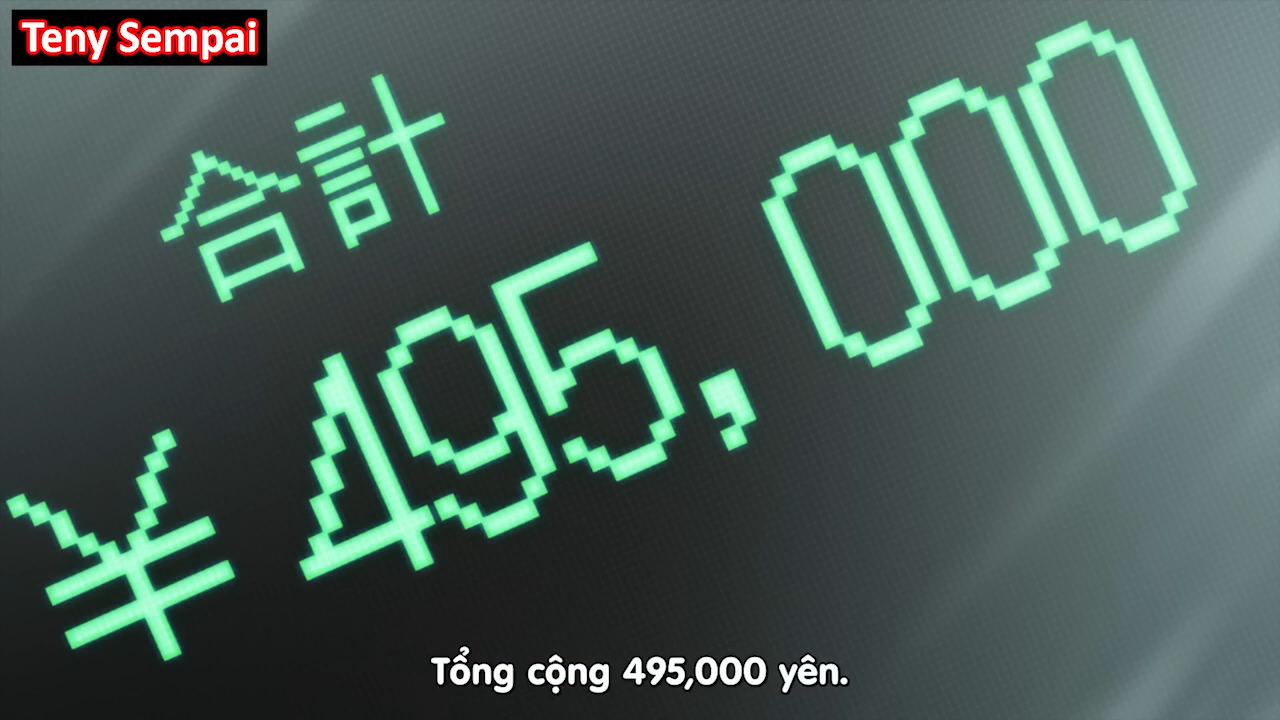 Teny Sempai
合計
¥495,000
Tổng cộng 495,000 yên.